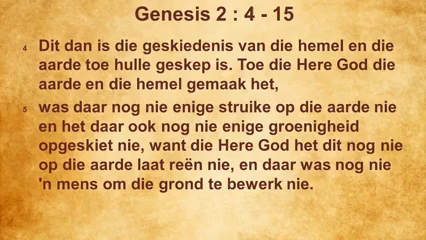 Genesis 2 : 4 - 15
4 Dit dan is die geskiedenis van die hemel en die
aarde toe hulle geskep is. Toe die Here God die
aarde en die hemel gemaak het,
5 was daar nog nie enige struike op die aarde nie
en het daar ook nog nie enige groenigheid
opgeskiet nie, want die Here God het dit nog nie
op die aarde laat reën nie, en daar was nog nie
'n mens om die grond te bewerk nie.